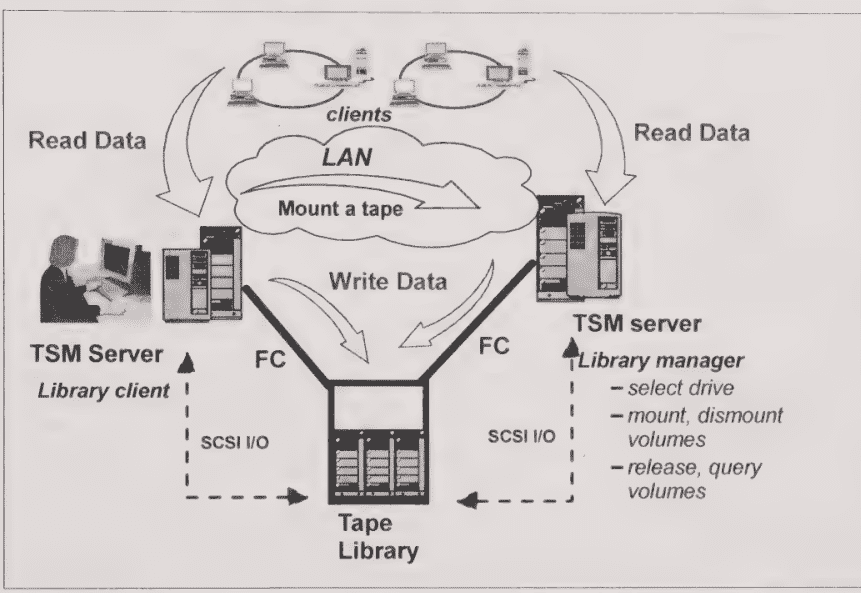 clients
Read Data
Read Data
LAN
Mount a tape
Write Data
TSM Server
Library client
FC
FC
TSM server
Library manager
– select drive
– mount, dismount
volumes
– release, query
volumes
SCSI I/O
SCSI I/O
Tape
Library